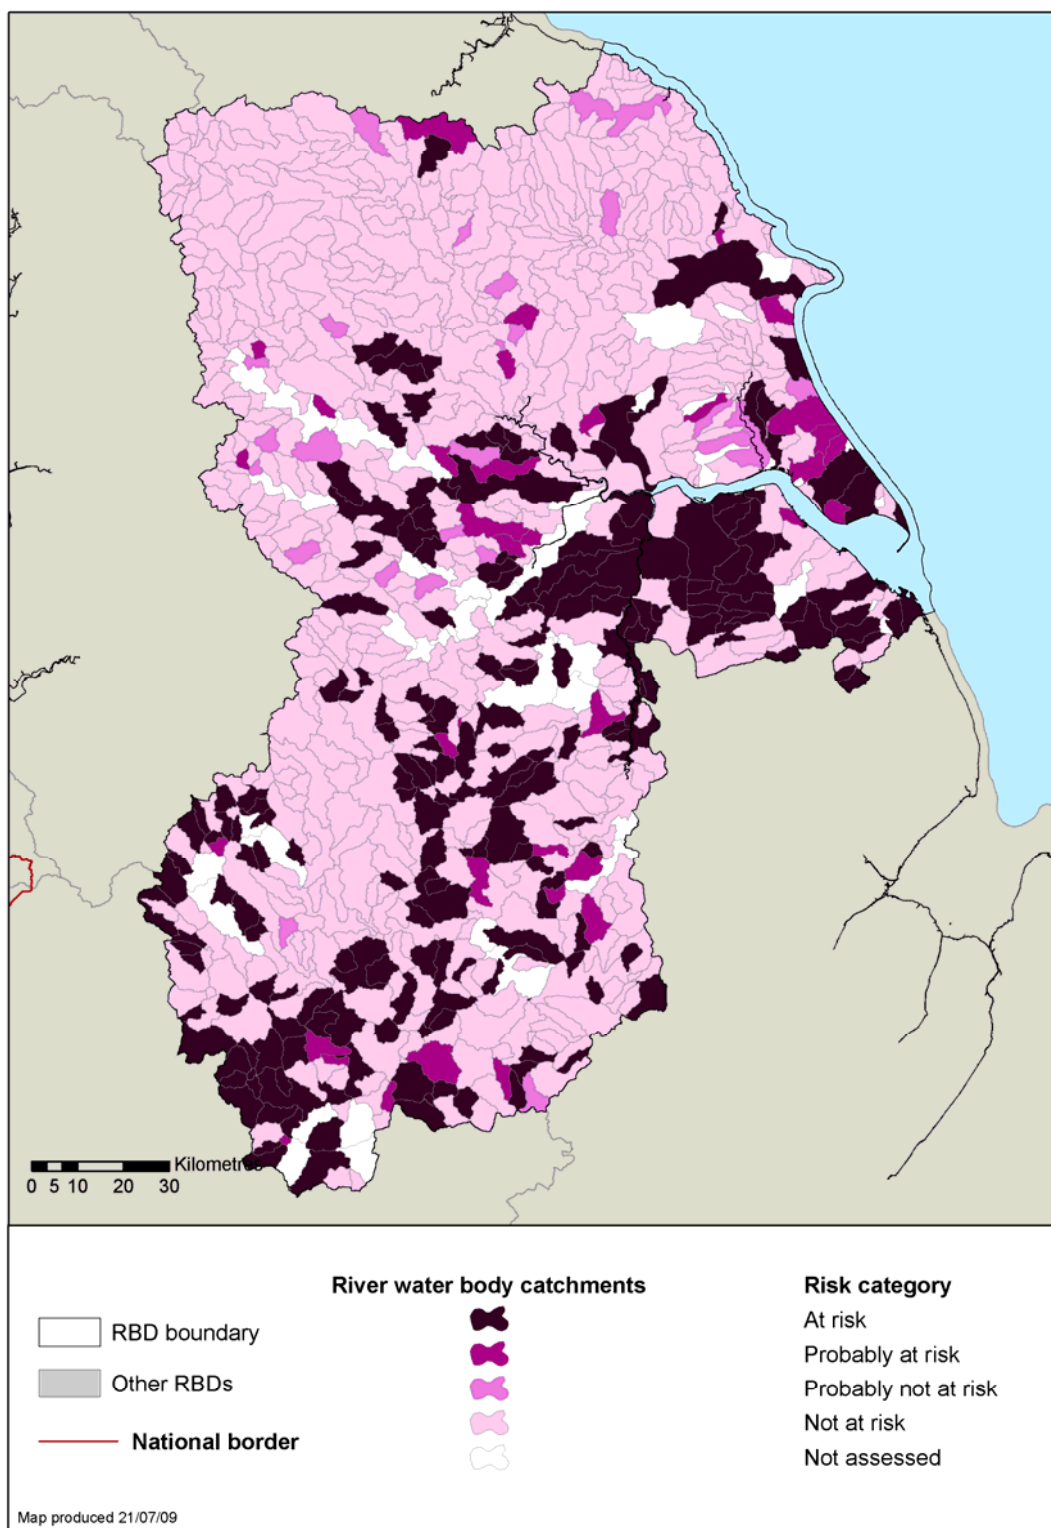 Kilometres
0 5 10 20 30
River water body catchments
Risk category
RBD boundary
Other RBDs
National border
At risk
Probably at risk
Probably not at risk
Not at risk
Not assessed
Map produced 21/07/09